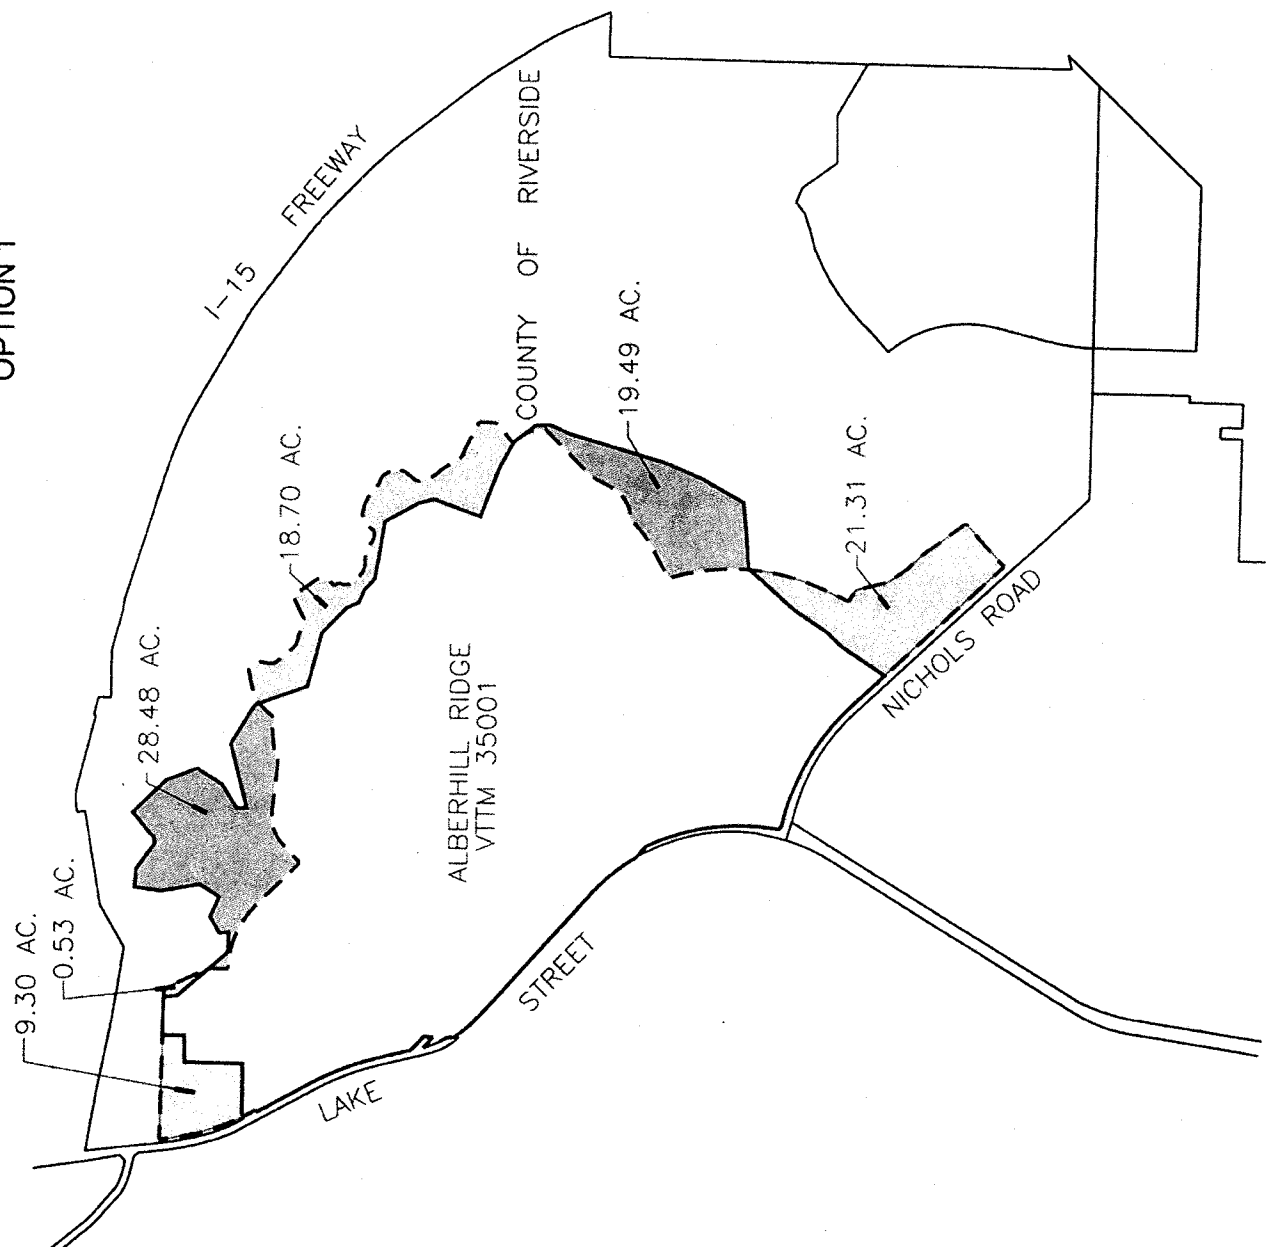 OPTION 1
I-15 FREEWAY
COUNTY OF RIVERSIDE
9.30 AC.
0.53 AC.
28.48 AC.
18.70 AC.
19.49 AC.
21.31 AC.
ALBERHILL RIDGE
VTTM 35001
LAKE STREET
NICHOLS ROAD